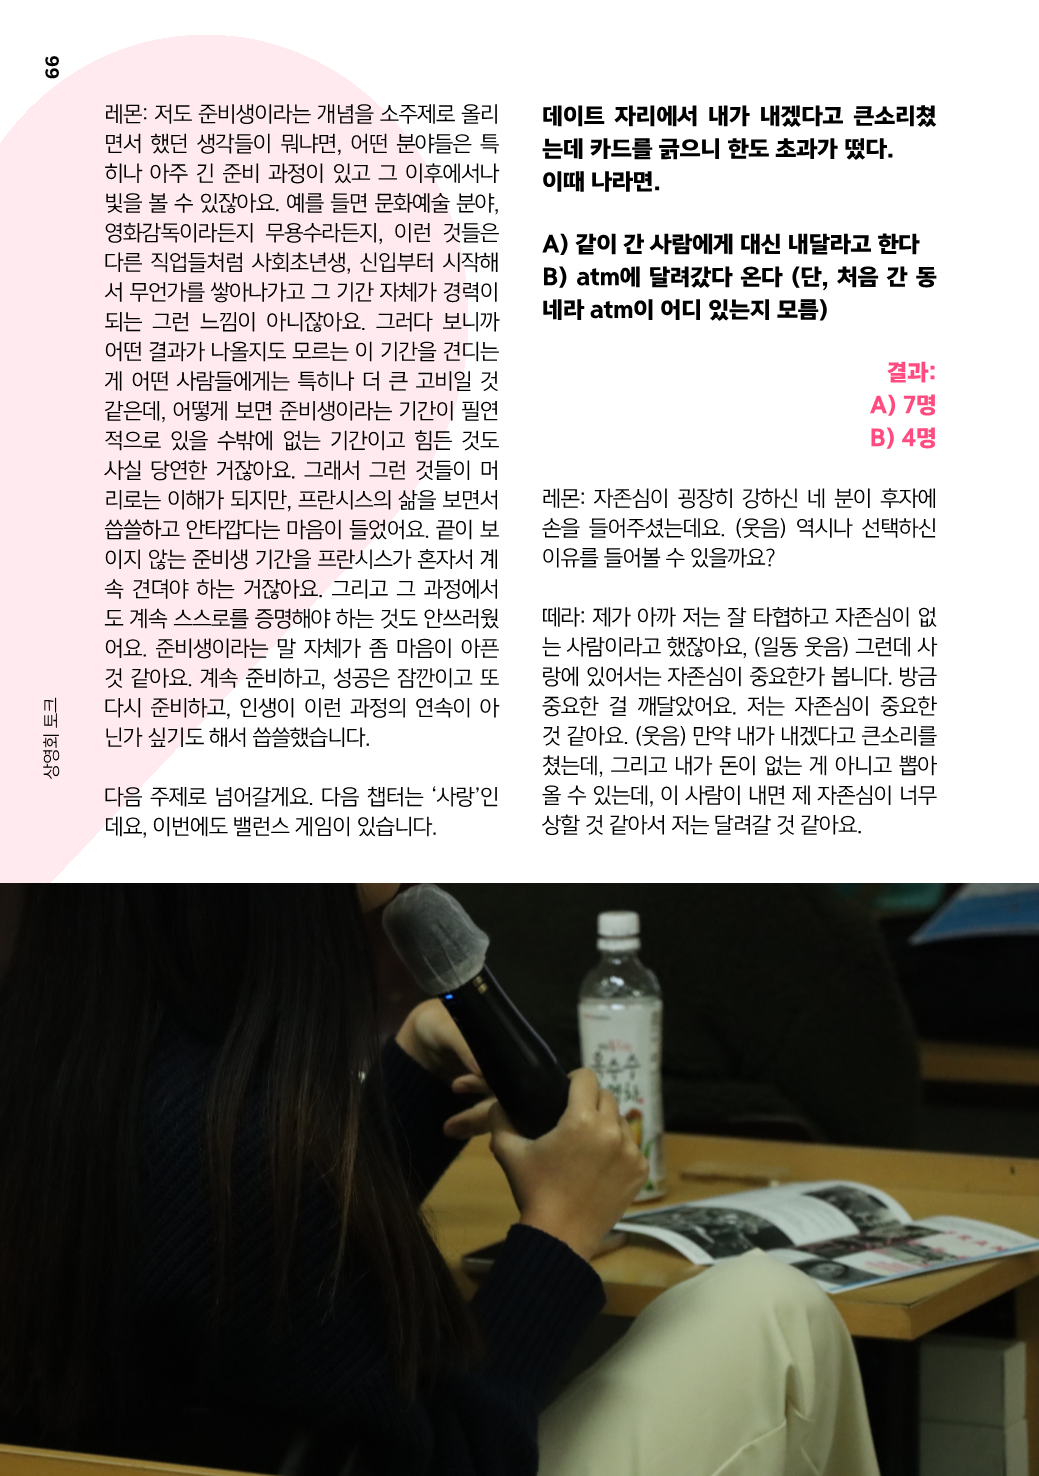 66
레몬: 저도 준비생이라는 개념을 소주제로 올리
면서 했던 생각들이 뭐냐면, 어떤 분야들은 특
히나 아주 긴 준비 과정이 있고 그 이후에서나
빛을 볼 수 있잖아요. 예를 들면 문화예술 분야,
영화감독이라든지 무용수라든지, 이런 것들은
다른 직업들처럼 사회초년생, 신입부터 시작해
서 무언가를 쌓아나가고 그 기간 자체가 경력이
되는 그런 느낌이 아니잖아요. 그러다 보니까
어떤 결과가 나올지도 모르는 이 기간을 견디는
게 어떤 사람들에게는 특히나 더 큰 고비일 것
같은데, 어떻게 보면 준비생이라는 기간이 필연
적으로 있을 수밖에 없는 기간이고 힘든 것도
사실 당연한 거잖아요. 그래서 그런 것들이 머
리로는 이해가 되지만, 프란시스의 삶을 보면서
씁쓸하고 안타깝다는 마음이 들었어요. 끝이 보
이지 않는 준비생 기간을 프란시스가 혼자서 계
속 견뎌야 하는 거잖아요. 그리고 그 과정에서
도 계속 스스로를 증명해야 하는 것도 안쓰러웠
어요. 준비생이라는 말 자체가 좀 마음이 아픈
것 같아요. 계속 준비하고, 성공은 잠깐이고 또
다시 준비하고, 인생이 이런 과정의 연속이 아
닌가 싶기도 해서 씁쓸했습니다.
다음 주제로 넘어갈게요. 다음 챕터는 ‘사랑’인
데요, 이번에도 밸런스 게임이 있습니다.
상영회 토크
데이트 자리에서 내가 내겠다고 큰소리쳤
는데 카드를 긁으니 한도 초과가 떴다.
이때 나라면.
A) 같이 간 사람에게 대신 내달라고 한다
B) atm에 달려갔다 온다 (단, 처음 간 동
네라 atm이 어디 있는지 모름)
결과:
A) 7명
B) 4명
레몬: 자존심이 굉장히 강하신 네 분이 후자에
손을 들어주셨는데요. (웃음) 역시나 선택하신
이유를 들어볼 수 있을까요?
떼라: 제가 아까 저는 잘 타협하고 자존심이 없
는 사람이라고 했잖아요, (일동 웃음) 그런데 사
랑에 있어서는 자존심이 중요한가 봅니다. 방금
중요한 걸 깨달았어요. 저는 자존심이 중요한
것 같아요. (웃음) 만약 내가 내겠다고 큰소리를
쳤는데, 그리고 내가 돈이 없는 게 아니고 뽑아
올 수 있는데, 이 사람이 내면 제 자존심이 너무
상할 것 같아서 저는 달려갈 것 같아요.
옥수수